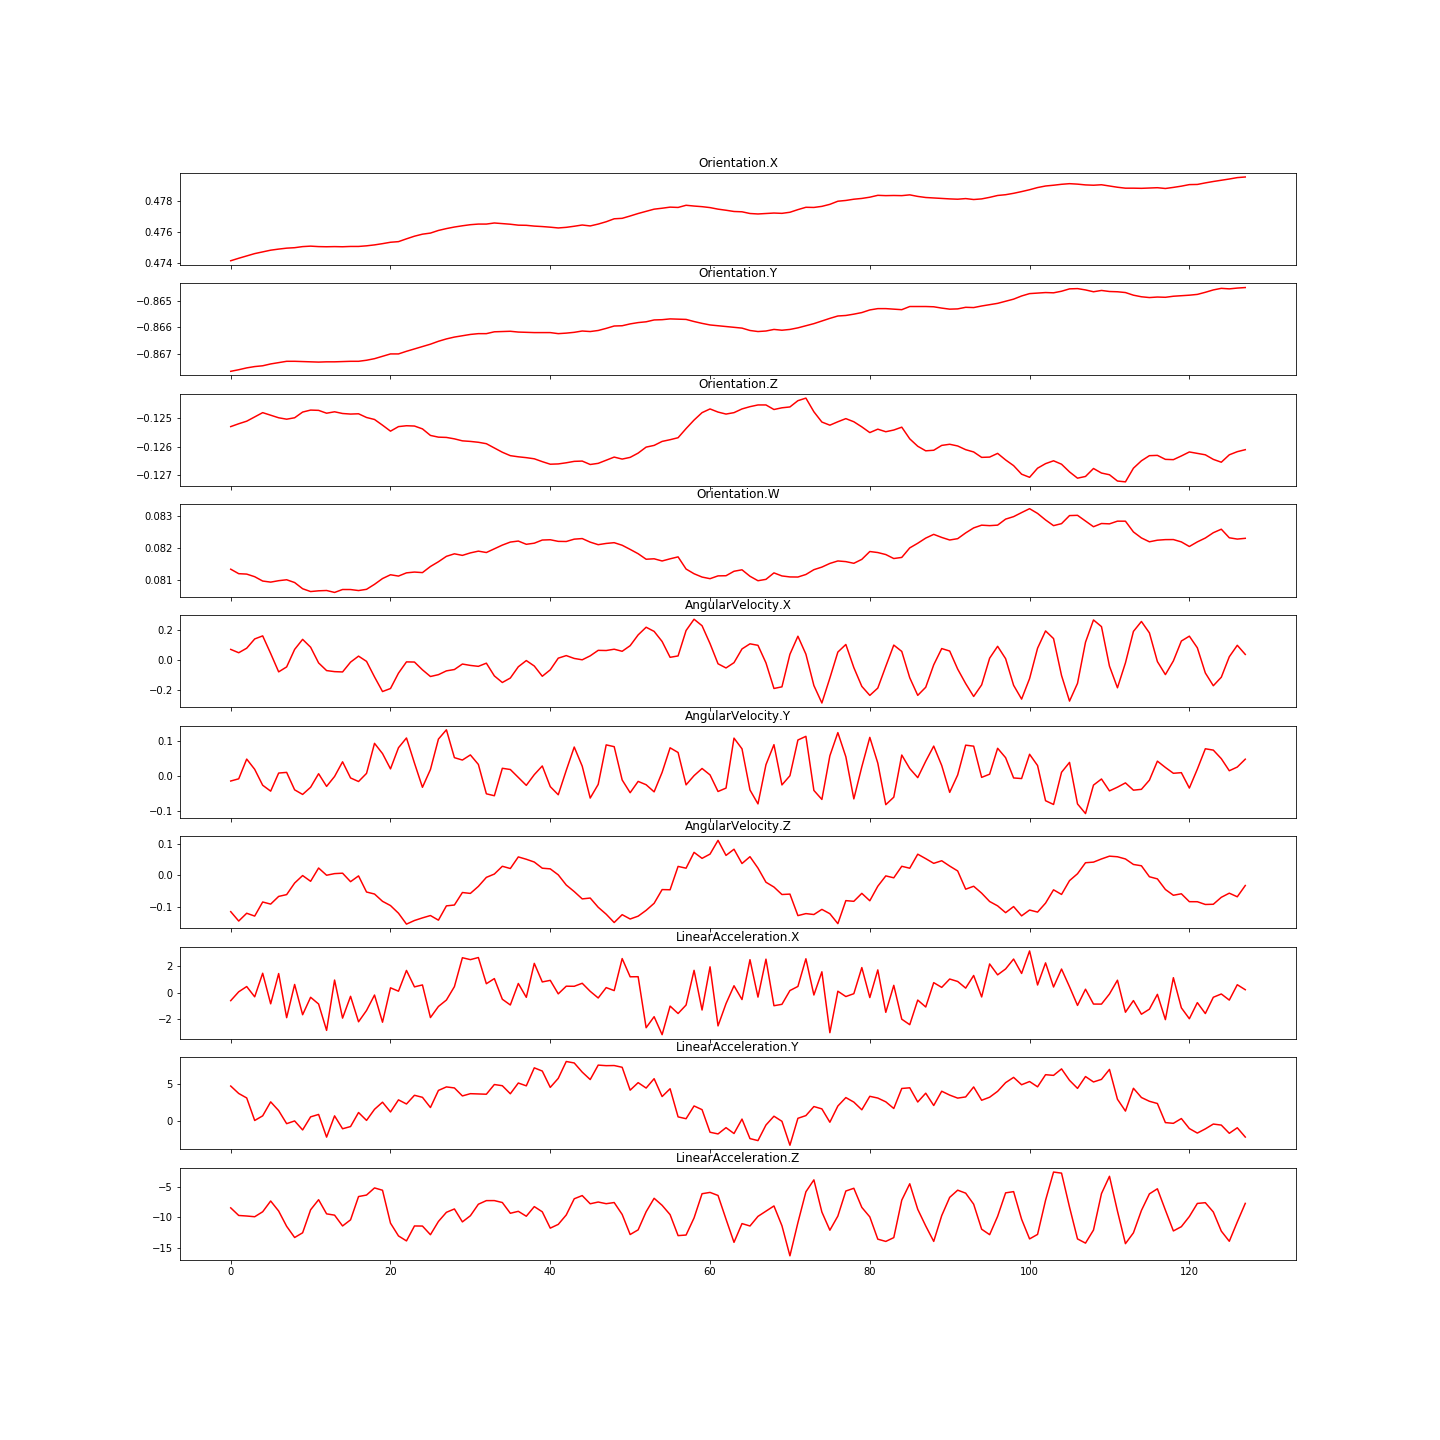 Orientation.X
0.478
0.476
0.474
Orientation.Y
−0.865
−0.866
−0.867
Orientation.Z
−0.125
−0.126
−0.127
Orientation.W
0.083
0.082
0.081
AngularVelocity.X
0.2
0.0
−0.2
AngularVelocity.Y
0.1
0.0
−0.1
AngularVelocity.Z
0.1
0.0
−0.1
LinearAcceleration.X
2
0
−2
LinearAcceleration.Y
5
0
LinearAcceleration.Z
−5
−10
−15
0 20 40 60 80 100 120